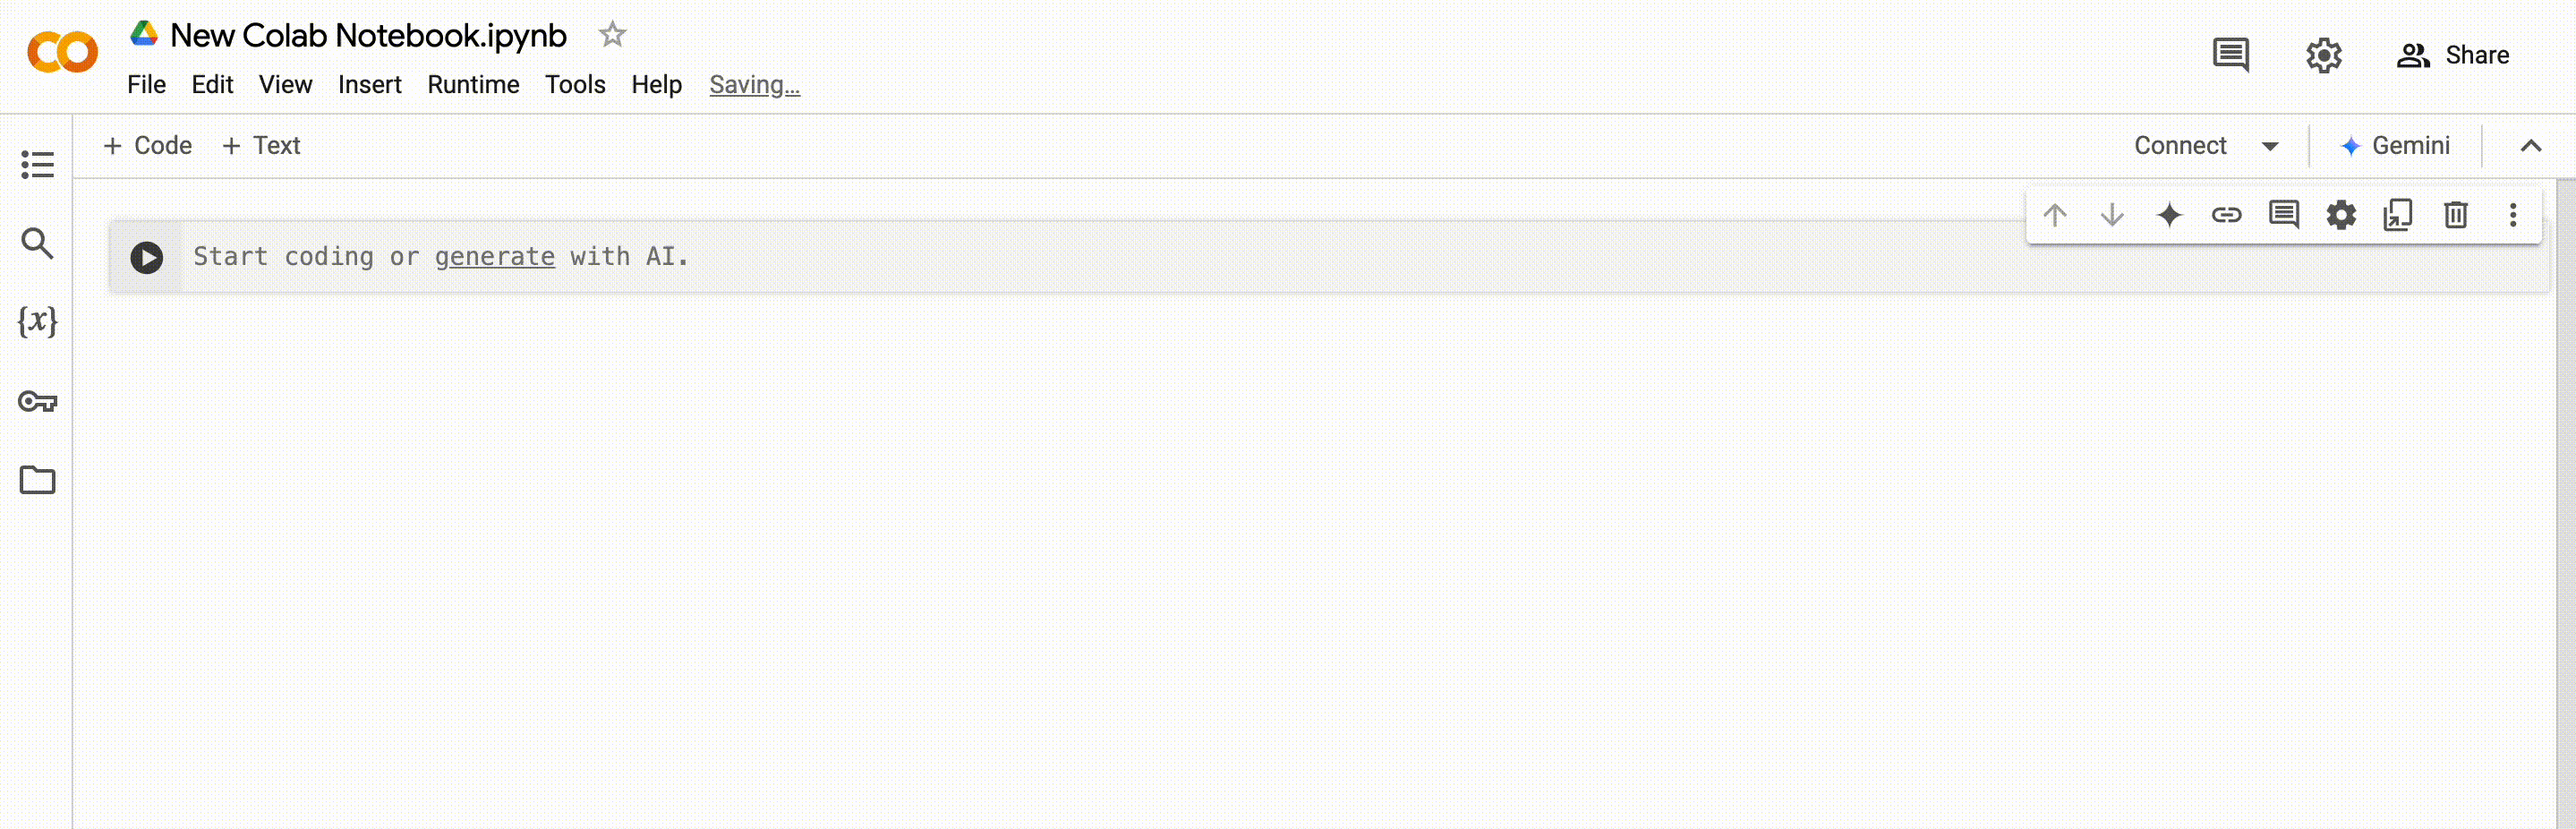 New Colab Notebook.ipynb
File Edit View Insert Runtime Tools Help Saving...
Share
+ Code + Text
Connect Gemini
Start coding or generate with AI.
{x}